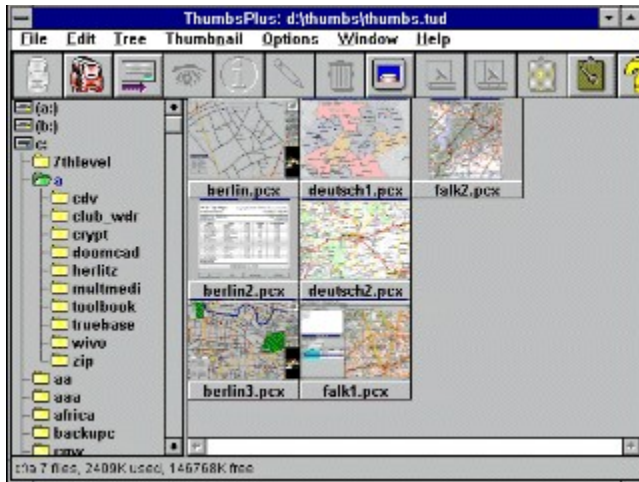 ThumbsPlus: d:\thumbs\thumbs.tud
File Edit Tree Thumbnail Options Window Help
(a:)
(b:)
c:
7thlevel
a
cdv
club_wdr
crypt
doomcad
herlitz
multmedi
toolbook
truebase
wivo
zip
aa
aaa
africa
backupc
berlin.pcx deutsch1.pcx falk2.pcx
berlin2.pcx deutsch2.pcx
berlin3.pcx falk1.pcx
c:\a 7 files, 2409K used, 146768K free